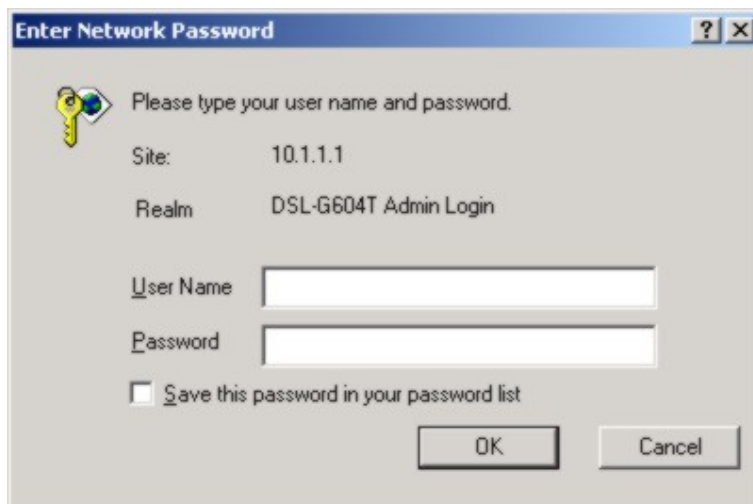 Enter Network Password
Please type your user name and password.
Site: 10.1.1.1
Realm DSL-G604T Admin Login
User Name
Password
Save this password in your password list
OK Cancel